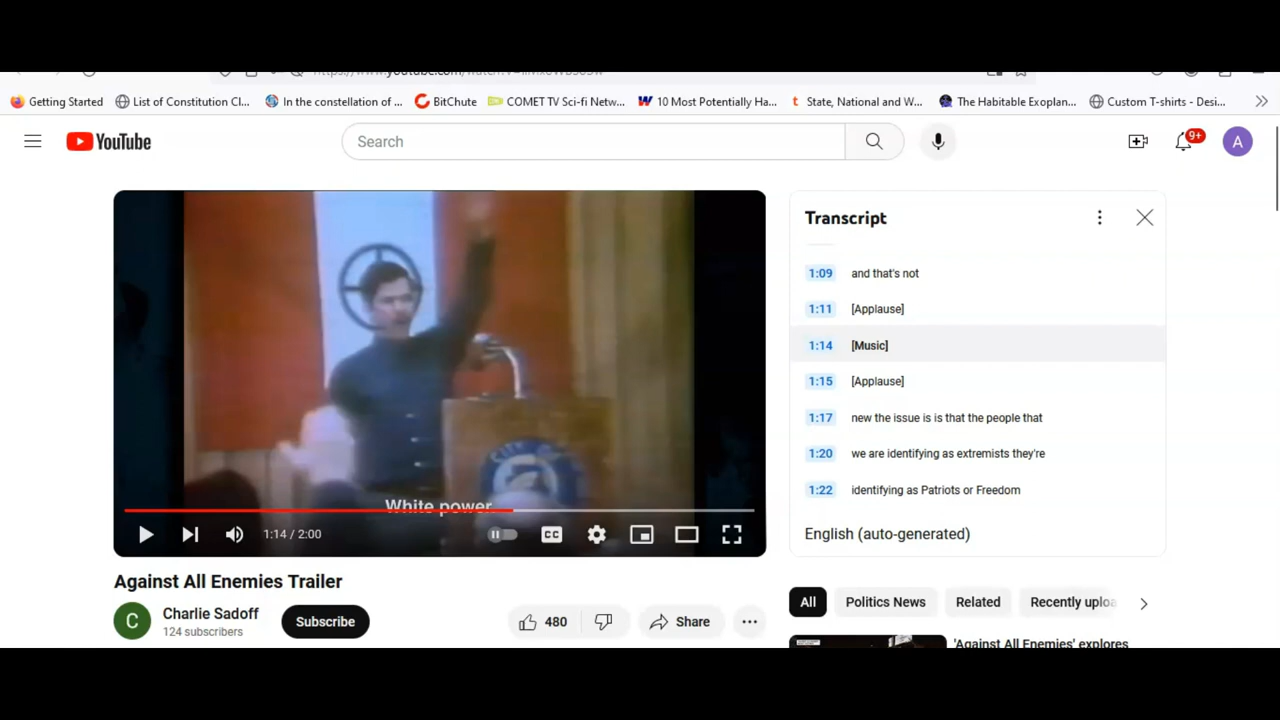 Getting Started
List of Constitution Cl...
In the constellation of ...
BitChute
COMET TV Sci-fi Netw...
10 Most Potentially Ha...
State, National and W...
The Habitable Exoplan...
Custom T-shirts - Desi...
YouTube
Search
9+
A
White power.
1:14 / 2:00
CC
Transcript
1:09 and that's not
1:11 [Applause]
1:14 [Music]
1:15 [Applause]
1:17 new the issue is is that the people that
1:20 we are identifying as extremists they're
1:22 identifying as Patriots or Freedom
English (auto-generated)
Against All Enemies Trailer
C
Charlie Sadoff
124 subscribers
Subscribe
480
Share
All
Politics News
Related
Recently uploa
'Against All Enemies' explores